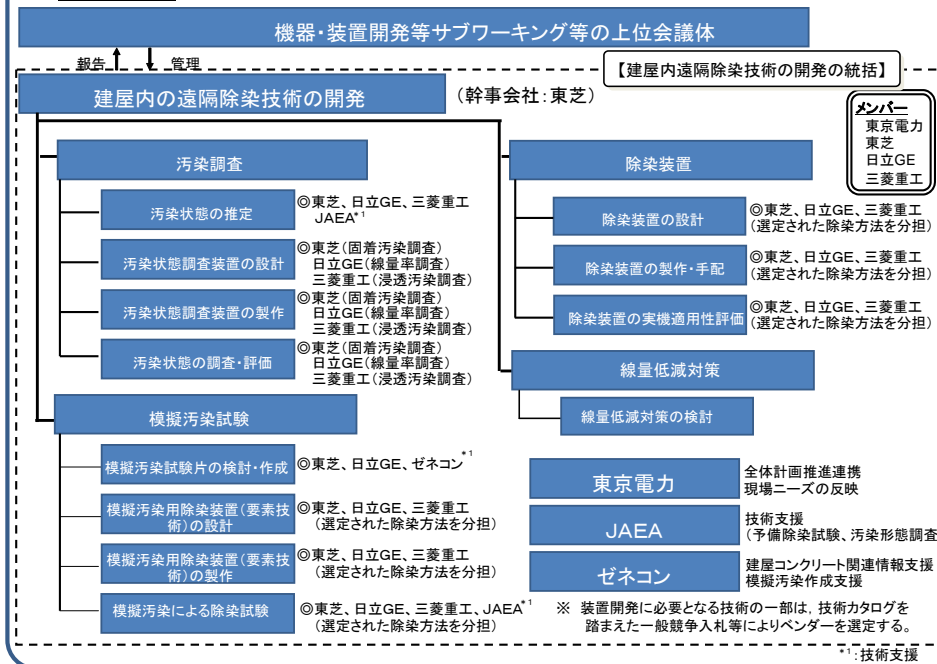 機器・装置開発等サブワーキング等の上位会議体
報告
管理
【建屋内遠隔除染技術の開発の統括】
建屋内の遠隔除染技術の開発
(幹事会社:東芝)
メンバー
東京電力
東芝
日立GE
三菱重工
汚染調査
汚染状態の推定
◎東芝、日立GE、三菱重工
JAEA*1
汚染状態調査装置の設計
◎東芝(固着汚染調査)
日立GE(線量率調査)
三菱重工(浸透汚染調査)
汚染状態調査装置の製作
◎東芝(固着汚染調査)
日立GE(線量率調査)
三菱重工(浸透汚染調査)
汚染状態の調査・評価
◎東芝(固着汚染調査)
日立GE(線量率調査)
三菱重工(浸透汚染調査)
模擬汚染試験
模擬汚染試験片の検討・作成
◎東芝、日立GE、ゼネコン*1
模擬汚染用除染装置(要素技
術)の設計
◎東芝、日立GE、三菱重工
(選定された除染方法を分担)
模擬汚染用除染装置(要素技
術)の製作
◎東芝、日立GE、三菱重工
(選定された除染方法を分担)
模擬汚染による除染試験
◎東芝、日立GE、三菱重工、JAEA*1
(選定された除染方法を分担)
除染装置
除染装置の設計
◎東芝、日立GE、三菱重工
(選定された除染方法を分担)
除染装置の製作・手配
◎東芝、日立GE、三菱重工
(選定された除染方法を分担)
除染装置の実機適用性評価
◎東芝、日立GE、三菱重工
(選定された除染方法を分担)
線量低減対策
線量低減対策の検討
東京電力
全体計画推進連携
現場ニーズの反映
JAEA
技術支援
(予備除染試験、汚染形態調査
ゼネコン
建屋コンクリート関連情報支援
模擬汚染作成支援
※ 装置開発に必要となる技術の一部は,技術カタログを
踏まえた一般競争入札等によりベンダーを選定する。
*1:技術支援